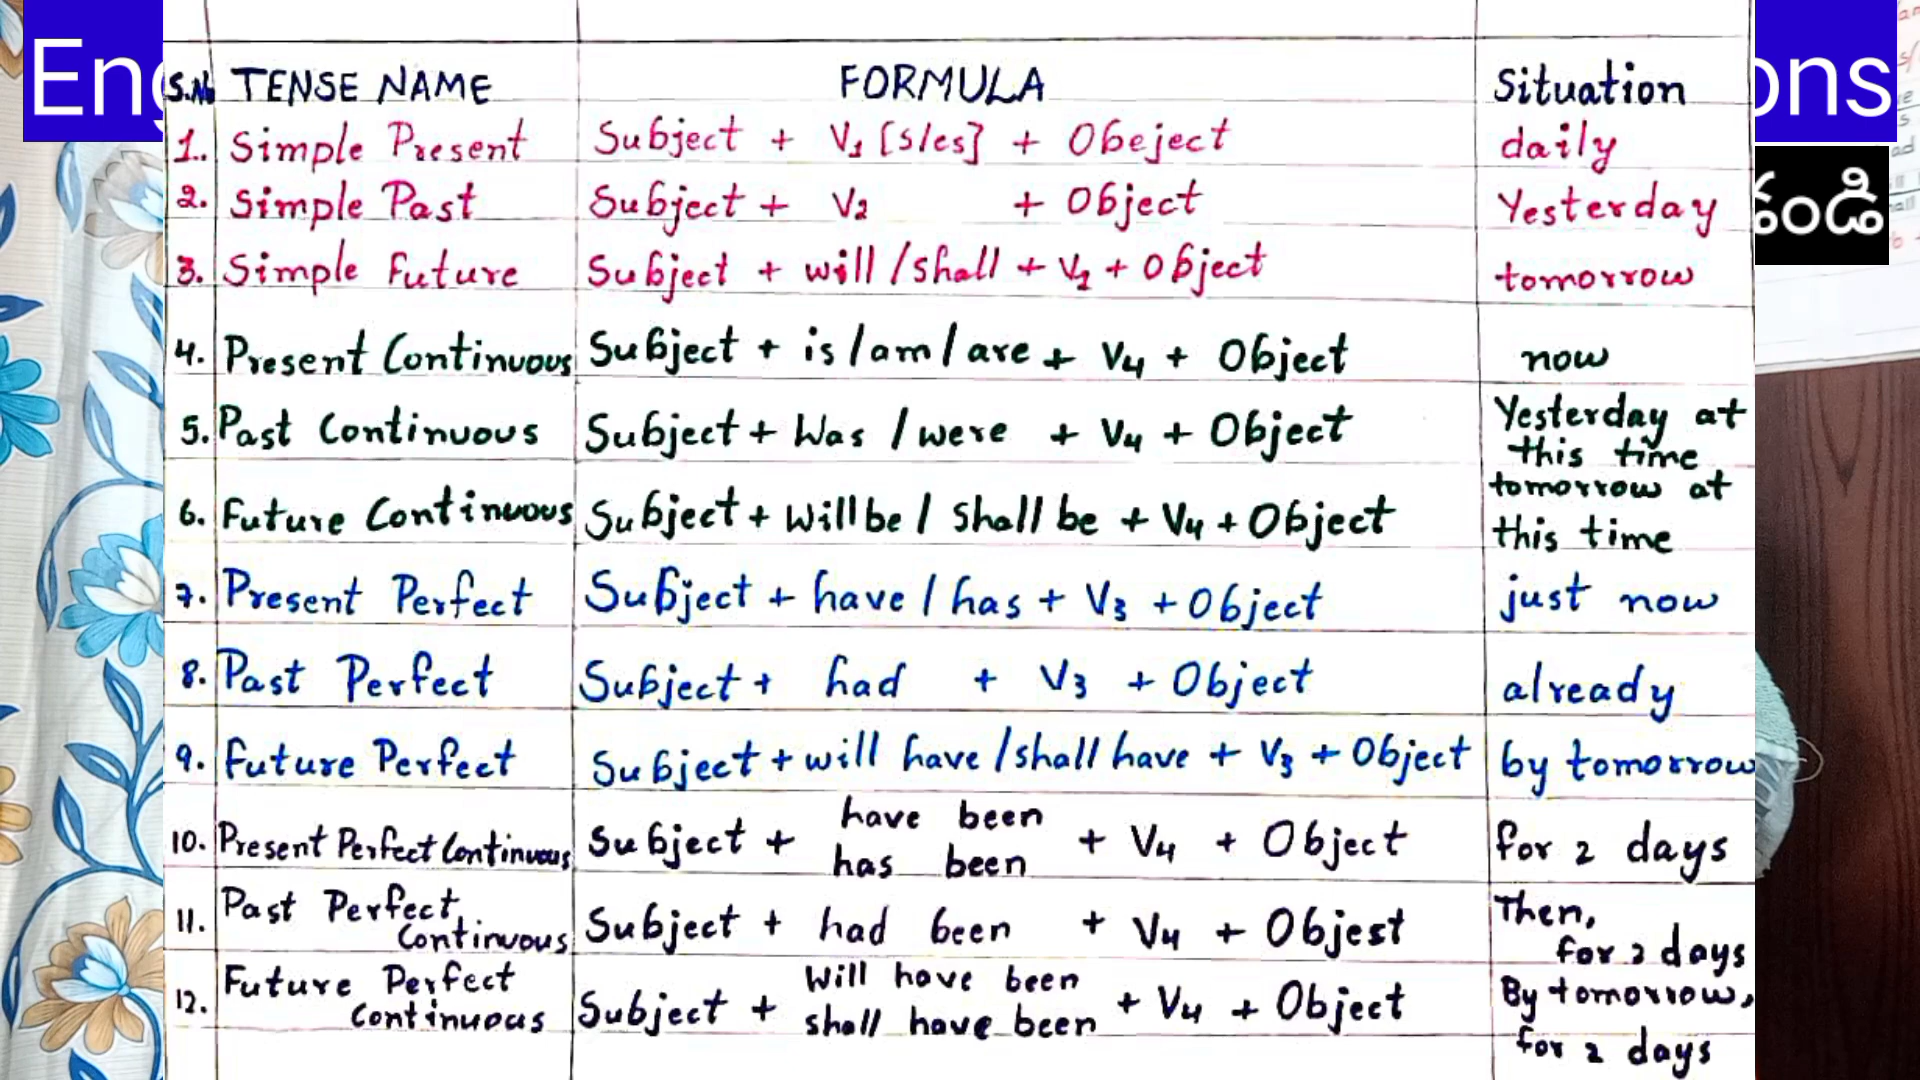 Eng ons
S.No TENSE NAME FORMULA Situation
1. Simple Present Subject + V1 [s/es] + Obeject daily
2. Simple Past Subject + V2 + Object Yesterday
3. Simple Future Subject + will / shall + V1 + Object tomorrow
4. Present Continuous Subject + is / am / are + V4 + Object now
5. Past Continuous Subject + Was / were + V4 + Object Yesterday at
this time
6. Future Continuous Subject + Will be / Shall be + V4 + Object tomorrow at
this time
7. Present Perfect Subject + have / has + V3 + Object just now
8. Past Perfect Subject + had + V3 + Object already
9. Future Perfect Subject + will have / shall have + V3 + Object by tomorrow
10. Present Perfect Continuous Subject + have been
has been + V4 + Object for 2 days
11. Past Perfect
Continuous Subject + had been + V4 + Objest Then,
for 2 days
12. Future Perfect
Continuous Subject + Will have been
shall have been + V4 + Object By tomorrow,
for 2 days